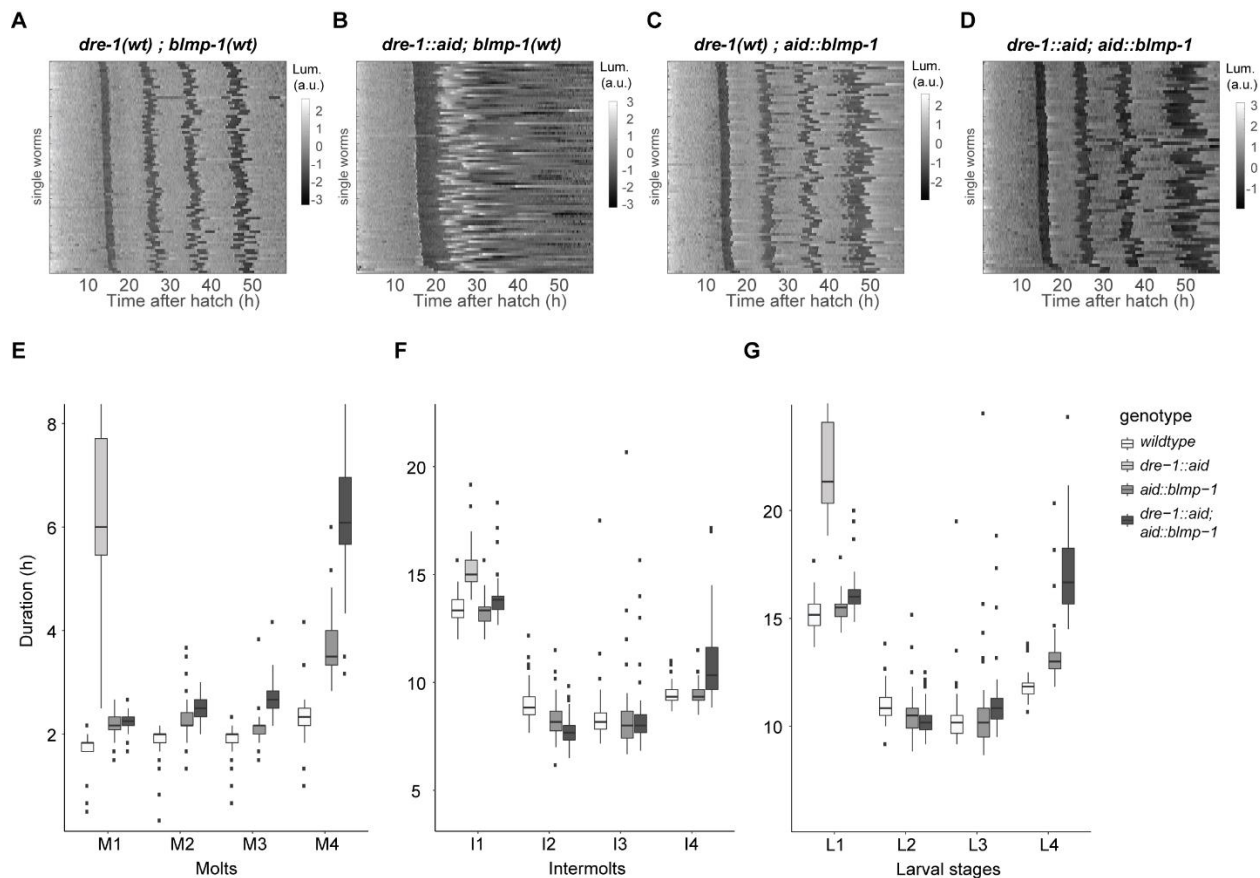 A
dre-1(wt) ; blmp-1(wt)
Lum.
(a.u.)
2
1
0
-1
-2
-3
single worms
10 20 30 40 50
Time after hatch (h)
B
dre-1::aid; blmp-1(wt)
Lum.
(a.u.)
3
2
1
0
-1
-2
-3
single worms
10 20 30 40 50
Time after hatch (h)
C
dre-1(wt) ; aid::blmp-1
Lum.
(a.u.)
2
1
0
-1
-2
single worms
10 20 30 40 50
Time after hatch (h)
D
dre-1::aid; aid::blmp-1
Lum.
(a.u.)
3
2
1
0
-1
single worms
10 20 30 40 50
Time after hatch (h)
E
Duration (h)
8
6
4
2
M1 M2 M3 M4
Molts
F
20
15
10
5
I1 I2 I3 I4
Intermolts
G
20
15
10
L1 L2 L3 L4
Larval stages
genotype
wildtype
dre−1::aid
aid::blmp−1
dre−1::aid;
aid::blmp−1